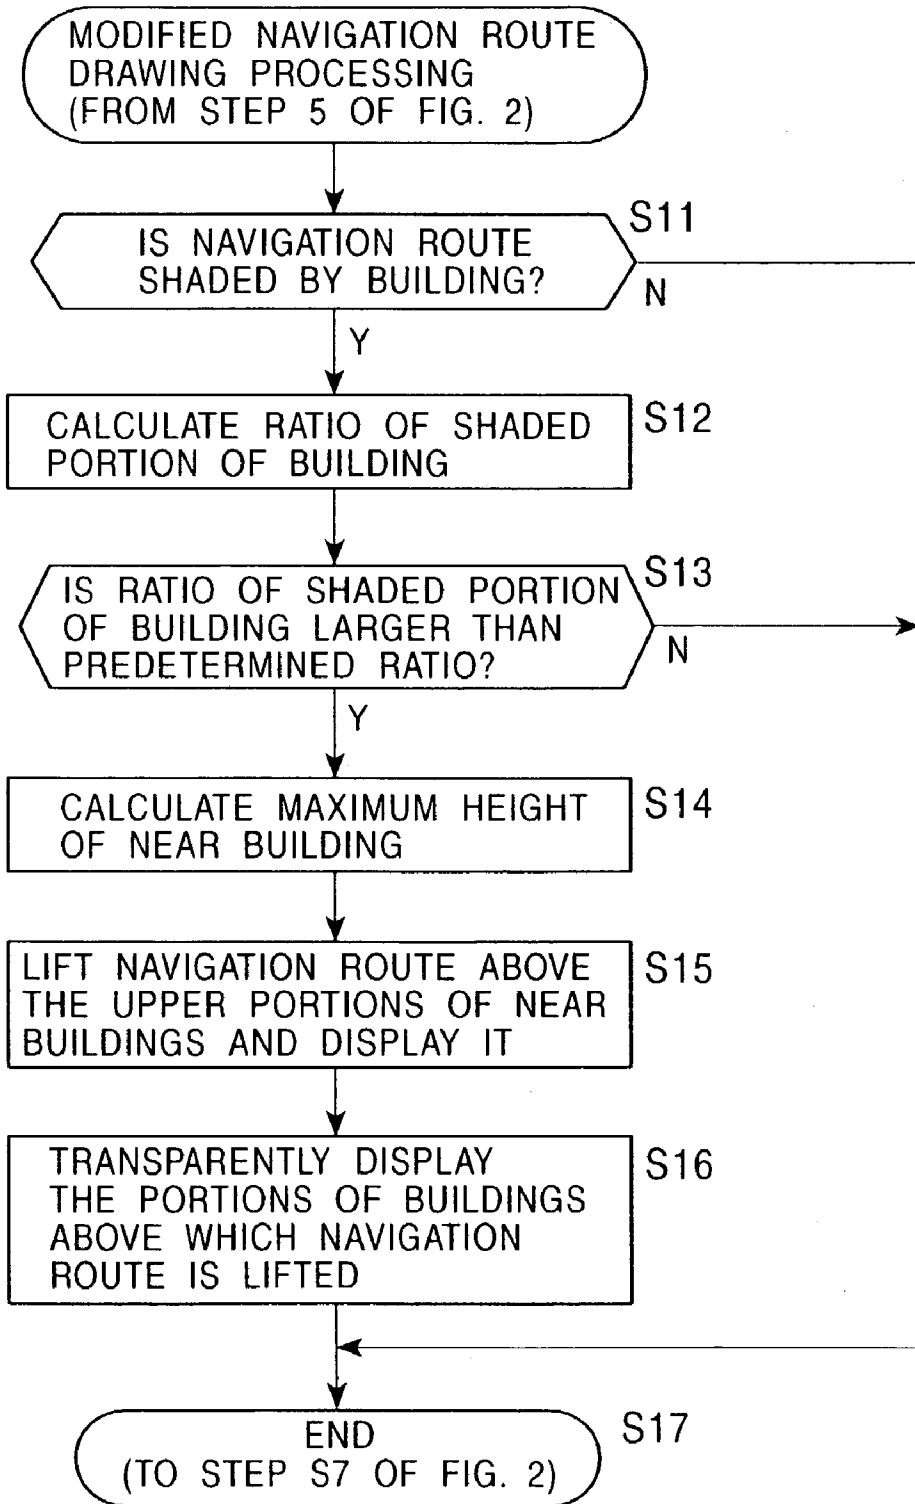 MODIFIED NAVIGATION ROUTE
DRAWING PROCESSING
(FROM STEP 5 OF FIG. 2)
S11
IS NAVIGATION ROUTE
SHADED BY BUILDING?
N
Y
S12
CALCULATE RATIO OF SHADED
PORTION OF BUILDING
S13
IS RATIO OF SHADED PORTION
OF BUILDING LARGER THAN
PREDETERMINED RATIO?
N
Y
S14
CALCULATE MAXIMUM HEIGHT
OF NEAR BUILDING
S15
LIFT NAVIGATION ROUTE ABOVE
THE UPPER PORTIONS OF NEAR
BUILDINGS AND DISPLAY IT
S16
TRANSPARENTLY DISPLAY
THE PORTIONS OF BUILDINGS
ABOVE WHICH NAVIGATION
ROUTE IS LIFTED
S17
END
(TO STEP S7 OF FIG. 2)